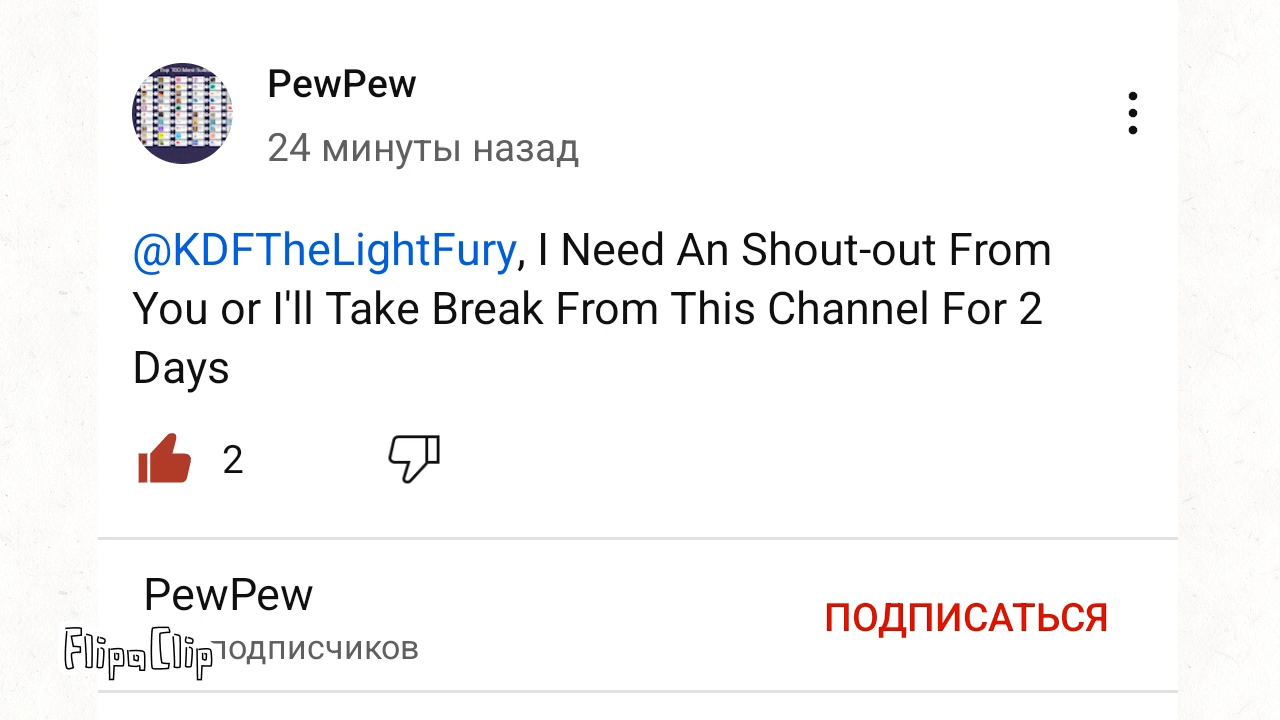 PewPew
24 минуты назад
@KDFTheLightFury, I Need An Shout-out From
You or I'll Take Break From This Channel For 2
Days
2
PewPew
ПОДПИСАТЬСЯ
подписчиков
FlipaClip